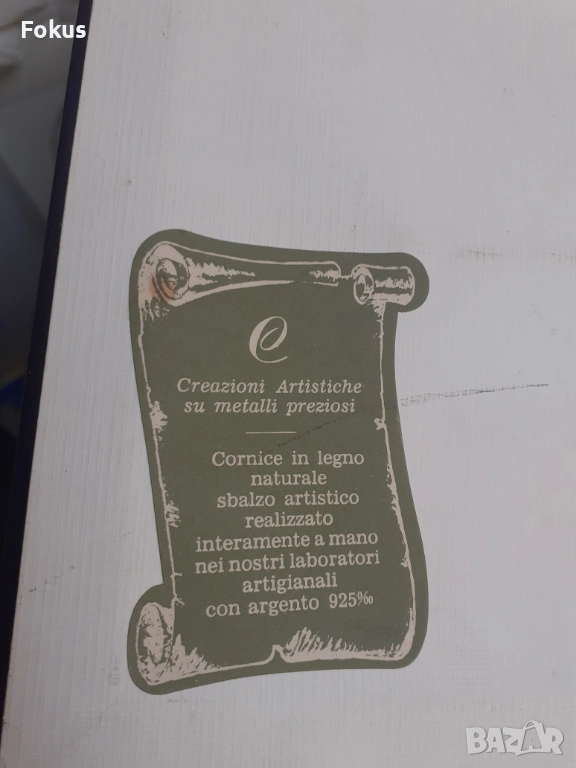 Fokus
C
Creazioni Artistiche
su metalli preziosi
Cornice in legno
naturale
sbalzo artistico
realizzato
interamente a mano
nei nostri laboratori
artigianali
con argento 925‰
BAZAR